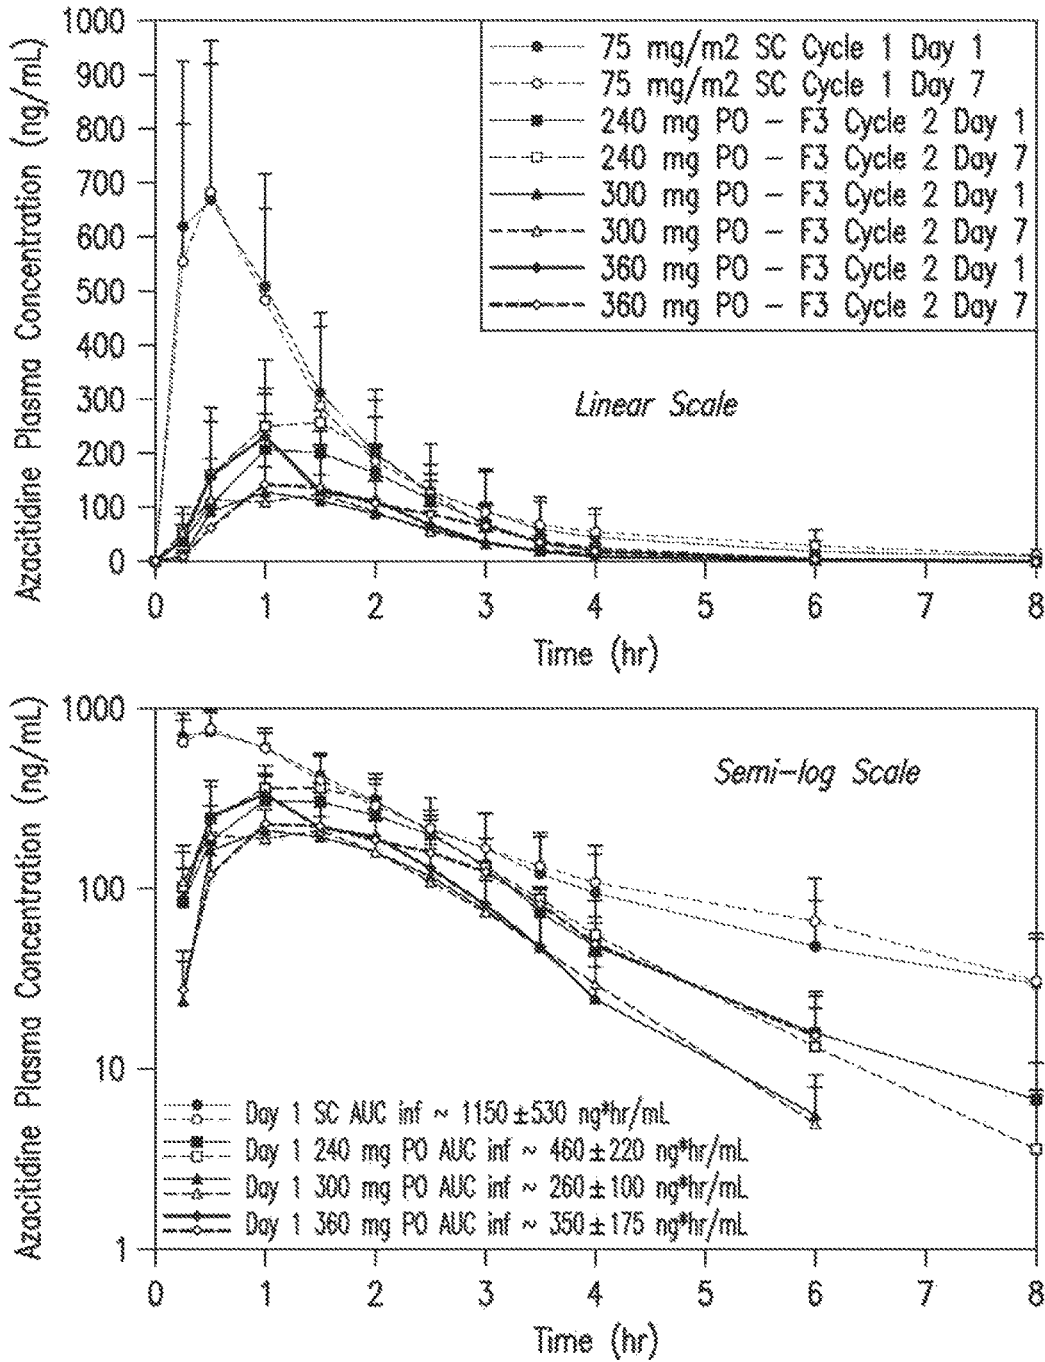 Azacitidine Plasma Concentration (ng/mL)
1000
900
800
700
600
500
400
300
200
100
0
75 mg/m2 SC Cycle 1 Day 1
75 mg/m2 SC Cycle 1 Day 7
240 mg PO – F3 Cycle 2 Day 1
240 mg PO – F3 Cycle 2 Day 7
300 mg PO – F3 Cycle 2 Day 1
300 mg PO – F3 Cycle 2 Day 7
360 mg PO – F3 Cycle 2 Day 1
360 mg PO – F3 Cycle 2 Day 7
Linear Scale
0 1 2 3 4 5 6 7 8
Time (hr)
Azacitidine Plasma Concentration (ng/mL)
1000
100
10
1
Semi-log Scale
Day 1 SC AUC inf ~ 1150±530 ng*hr/mL
Day 1 240 mg PO AUC inf ~ 460±220 ng*hr/mL
Day 1 300 mg PO AUC inf ~ 260±100 ng*hr/mL
Day 1 360 mg PO AUC inf ~ 350±175 ng*hr/mL
0 1 2 3 4 5 6 7 8
Time (hr)